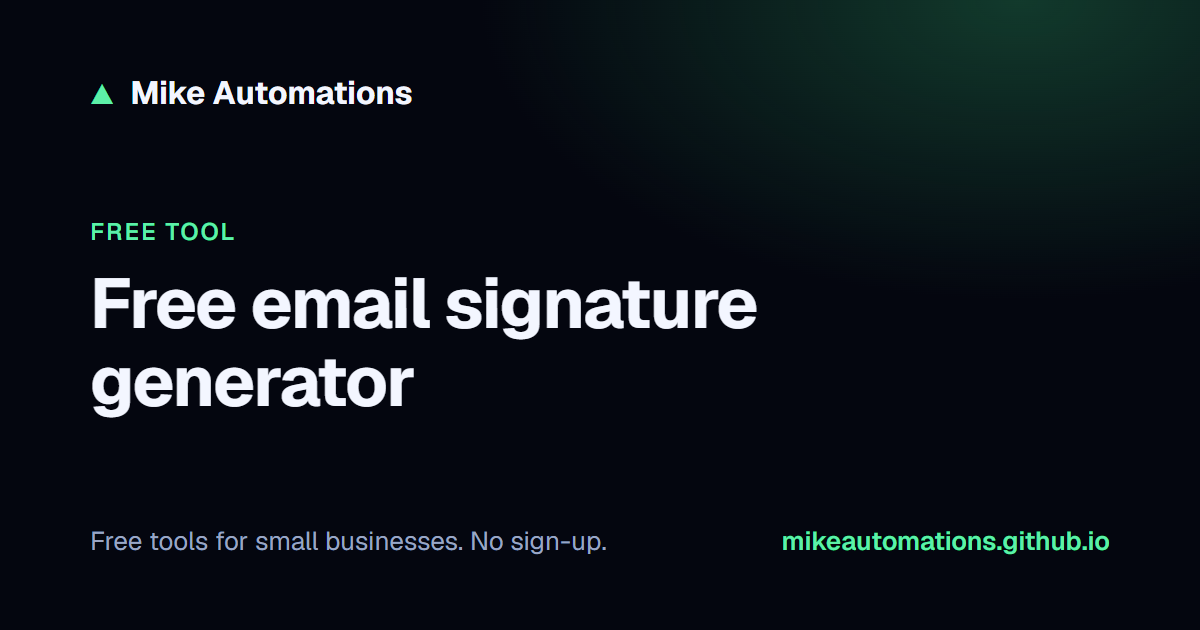 Mike Automations
FREE TOOL
Free email signature
generator
Free tools for small businesses. No sign-up.
mikeautomations.github.io